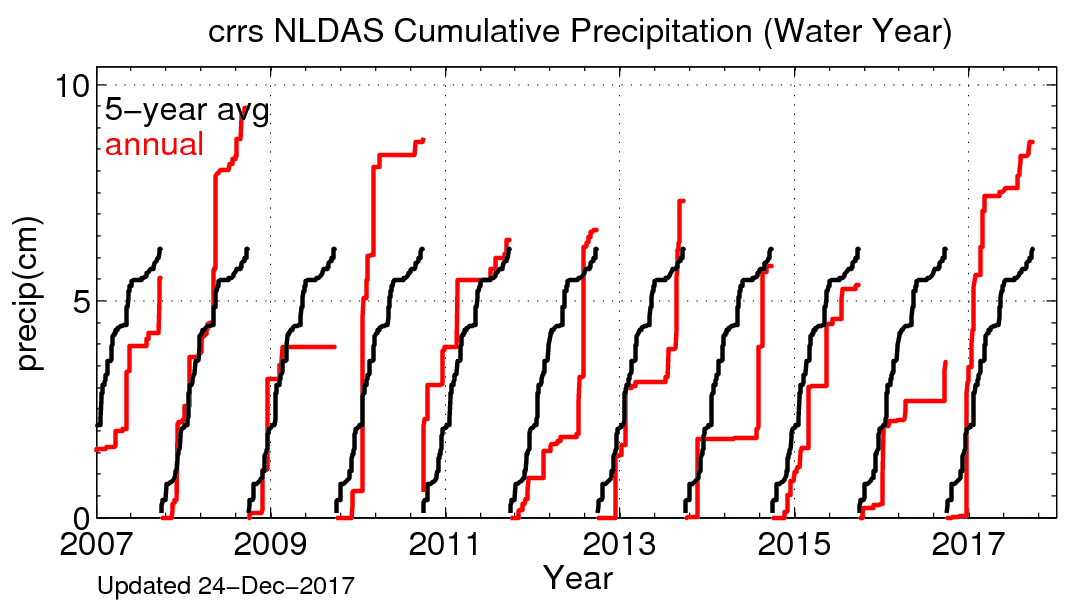 crrs NLDAS Cumulative Precipitation (Water Year)
10
5−year avg
annual
precip(cm)
5
0
2007
2009
2011
2013
2015
2017
Year
Updated 24−Dec−2017